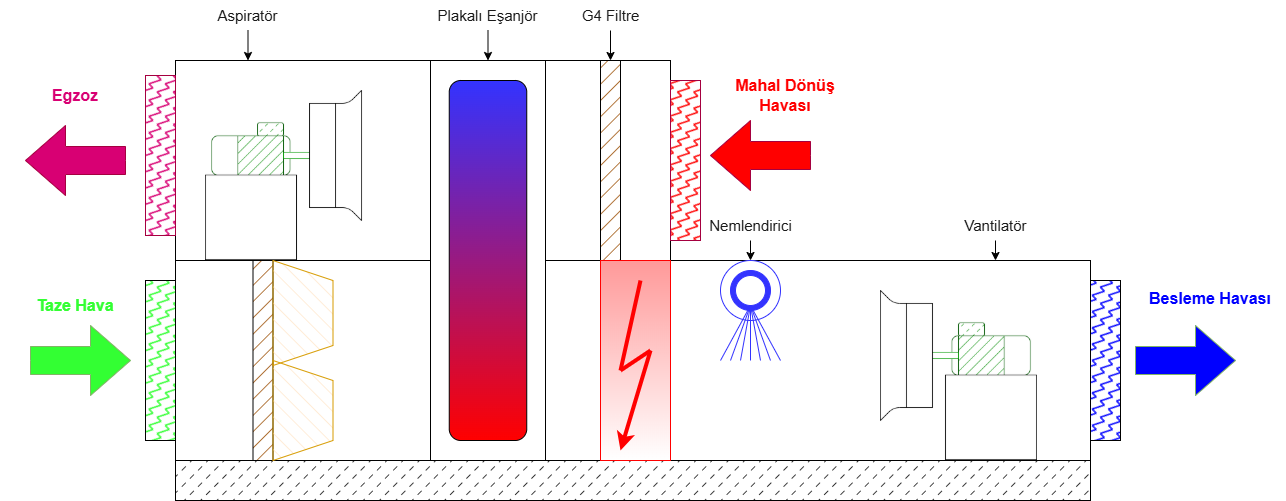 Aspiratör
Plakalı Eşanjör
G4 Filtre
Egzoz
Mahal Dönüş
Havası
Nemlendirici
Vantilatör
Taze Hava
Besleme Havası